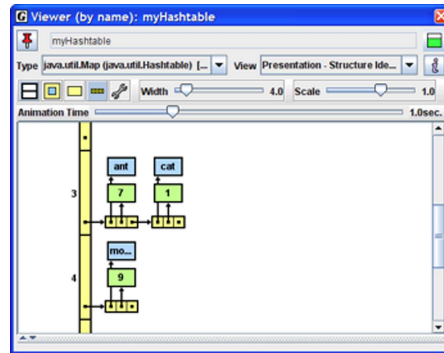 Viewer (by name): myHashtable
myHashtable
Type java.util.Map (java.util.Hashtable) [... View Presentation - Structure Ide...
Width 4.0 Scale 1.0
Animation Time 1.0sec.
ant cat
3 7 1
mo...
4 9